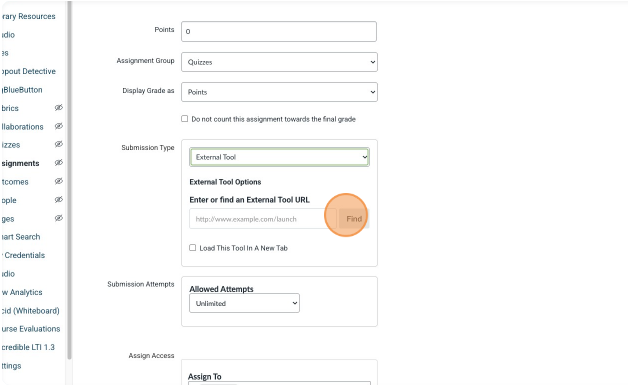 rary Resources
udio
es
opout Detective
gBlueButton
brics
llaborations
izzes
signments
tcomes
ople
ges
art Search
Credentials
udio
w Analytics
cid (Whiteboard)
urse Evaluations
credible LTI 1.3
ttings
Points
0
Assignment Group
Quizzes
Display Grade as
Points
Do not count this assignment towards the final grade
Submission Type
External Tool
External Tool Options
Enter or find an External Tool URL
http://www.example.com/launch
Find
Load This Tool In A New Tab
Submission Attempts
Allowed Attempts
Unlimited
Assign Access
Assign To